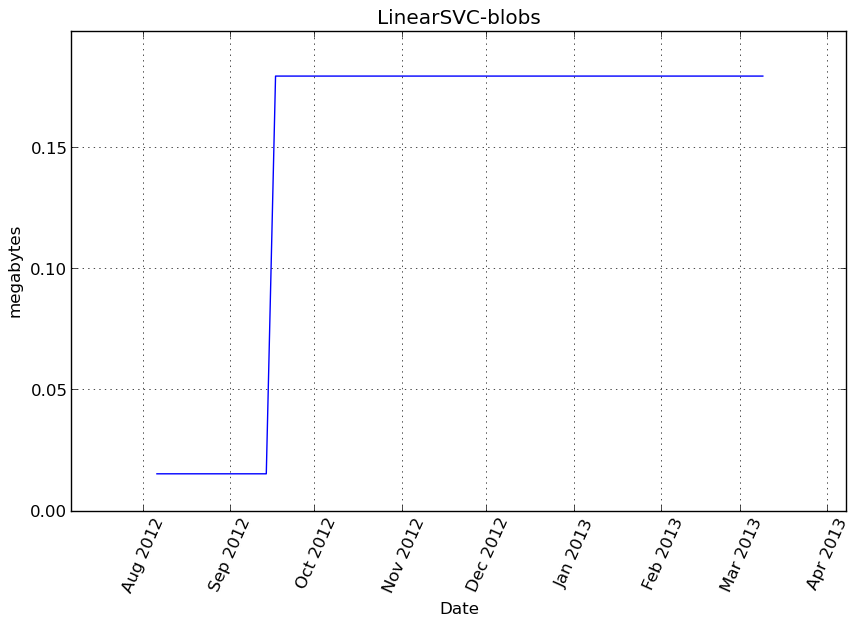 LinearSVC-blobs
megabytes
0.15
0.10
0.05
0.00
Aug 2012
Sep 2012
Oct 2012
Nov 2012
Dec 2012
Jan 2013
Feb 2013
Mar 2013
Apr 2013
Date